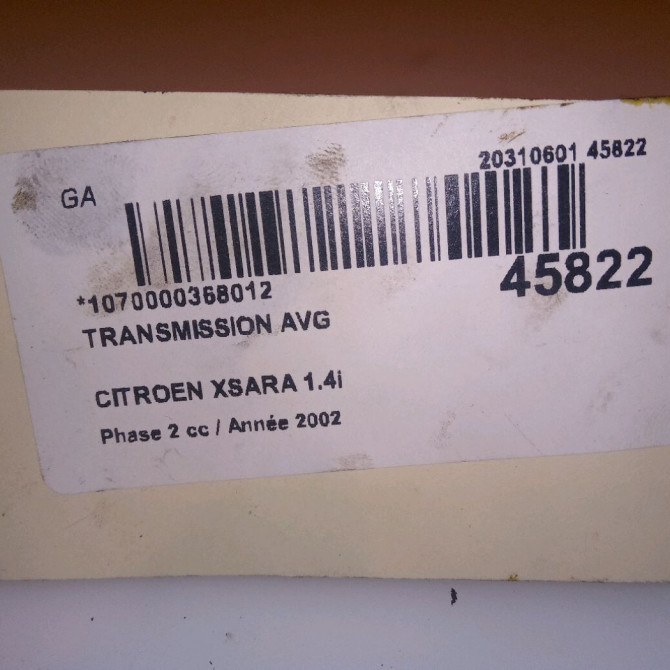 20310601 45822
GA
45822
*1070000368012
TRANSMISSION AVG
CITROEN XSARA 1.4i
Phase 2 cc / Année 2002